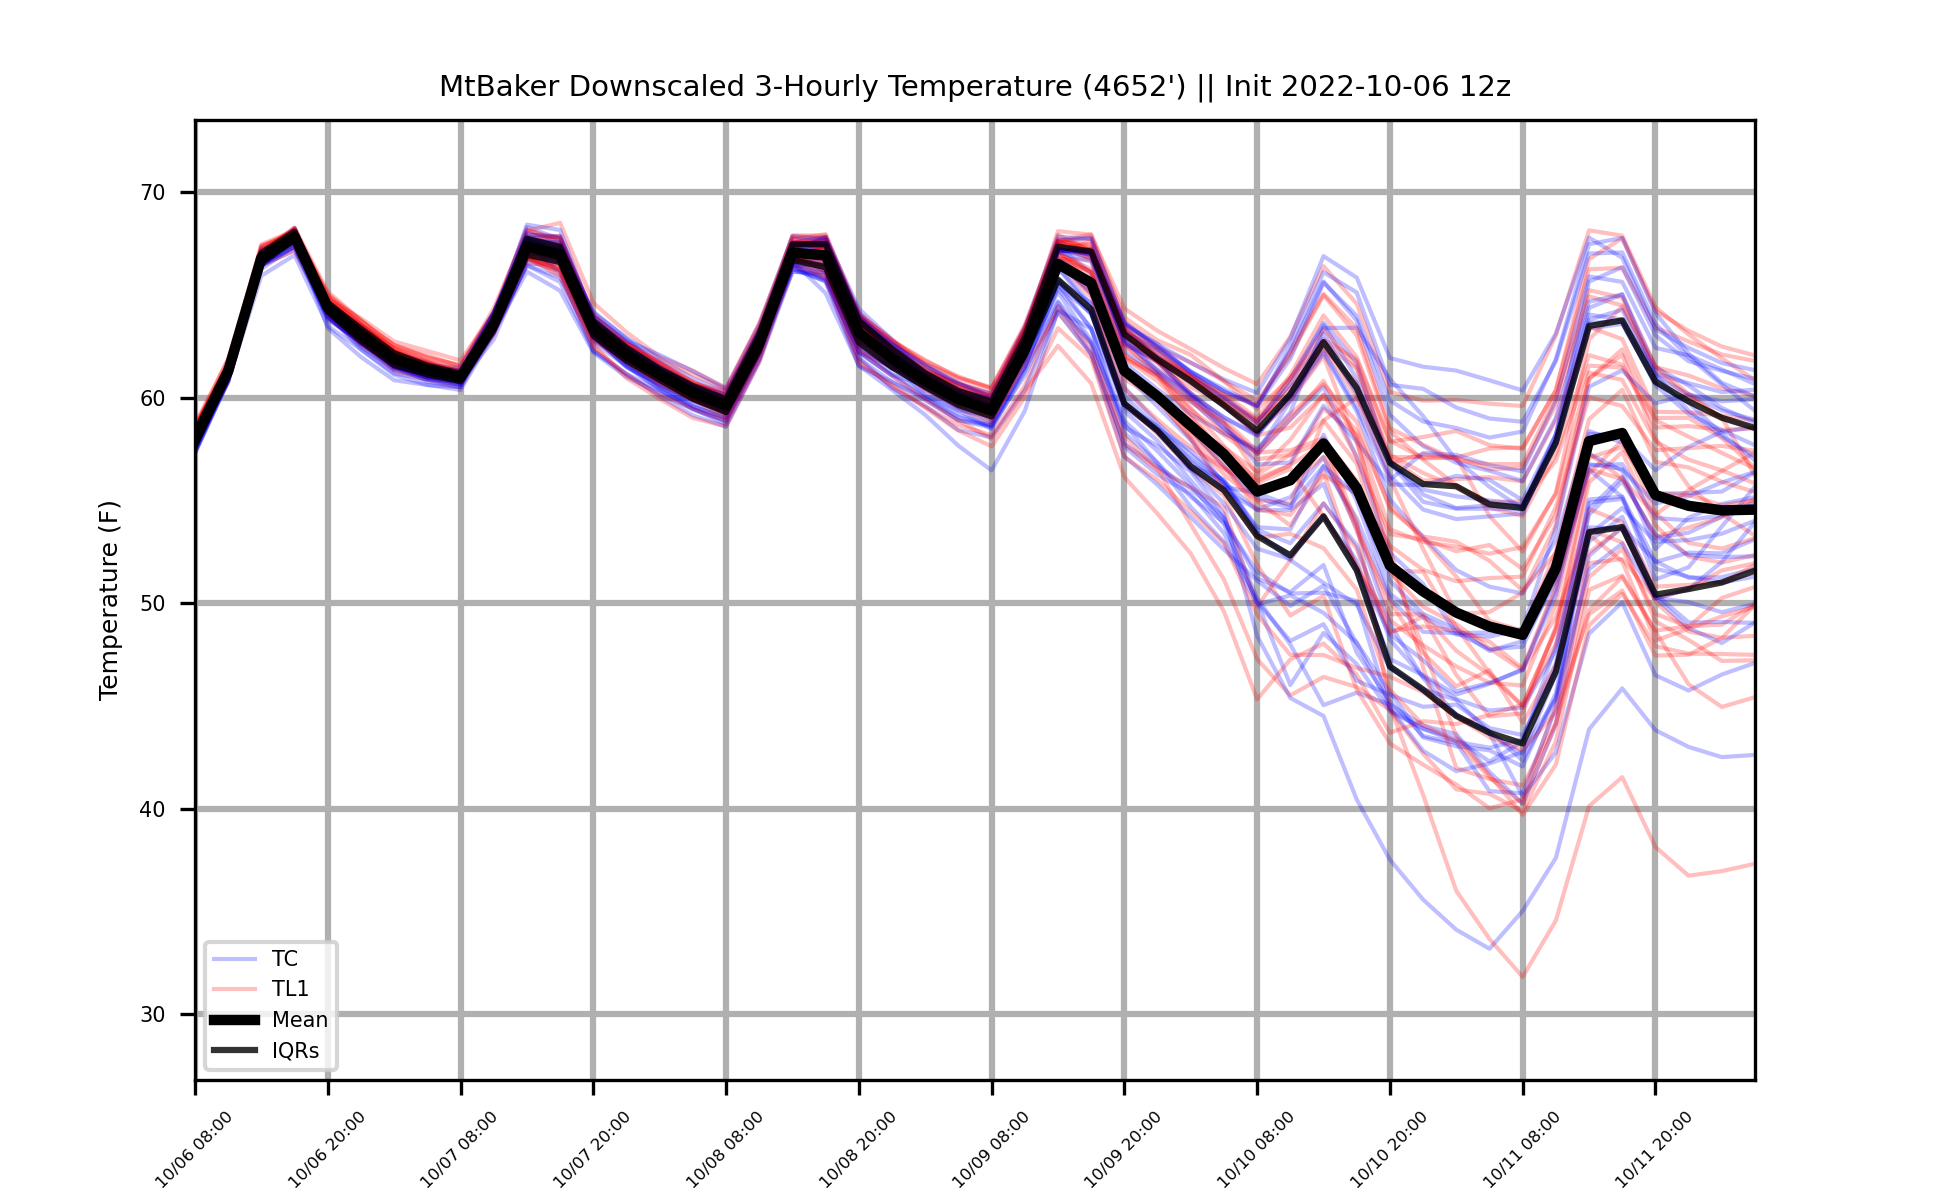 MtBaker Downscaled 3-Hourly Temperature (4652') || Init 2022-10-06 12z
Temperature (F)
70
60
50
40
30
TC
TL1
Mean
IQRs
10/06 08:00
10/06 20:00
10/07 08:00
10/07 20:00
10/08 08:00
10/08 20:00
10/09 08:00
10/09 20:00
10/10 08:00
10/10 20:00
10/11 08:00
10/11 20:00